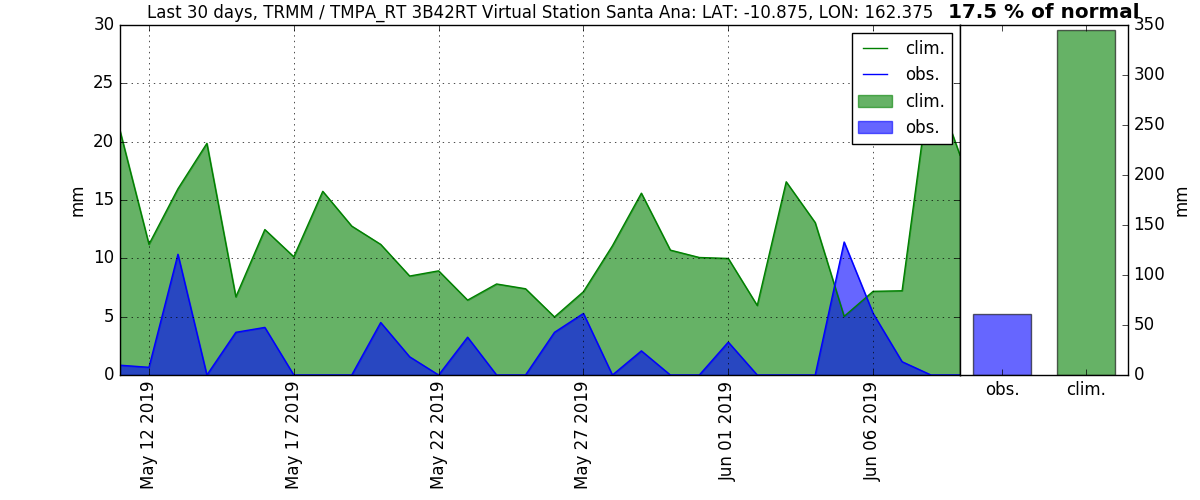 Last 30 days, TRMM / TMPA_RT 3B42RT Virtual Station Santa Ana: LAT: -10.875, LON: 162.375
17.5 % of normal
mm
30
25
20
15
10
5
0
clim.
obs.
clim.
obs.
May 12 2019
May 17 2019
May 22 2019
May 27 2019
Jun 01 2019
Jun 06 2019
obs.
clim.
350
300
250
200
150
100
50
0
mm